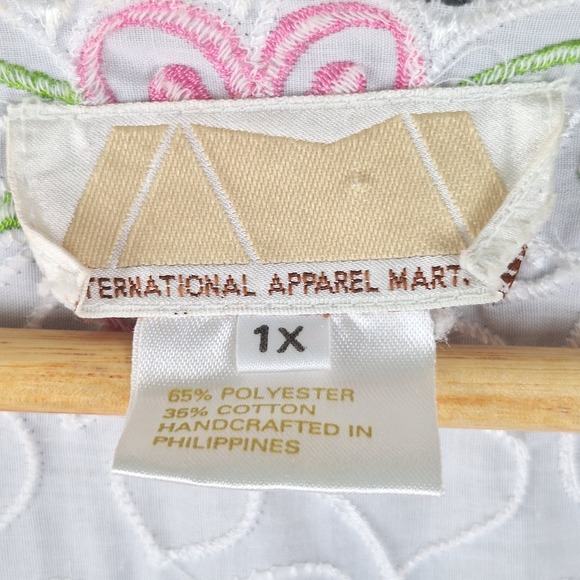 TERNATIONAL APPAREL MART
1X
65% POLYESTER
35% COTTON
HANDCRAFTED IN
PHILIPPINES